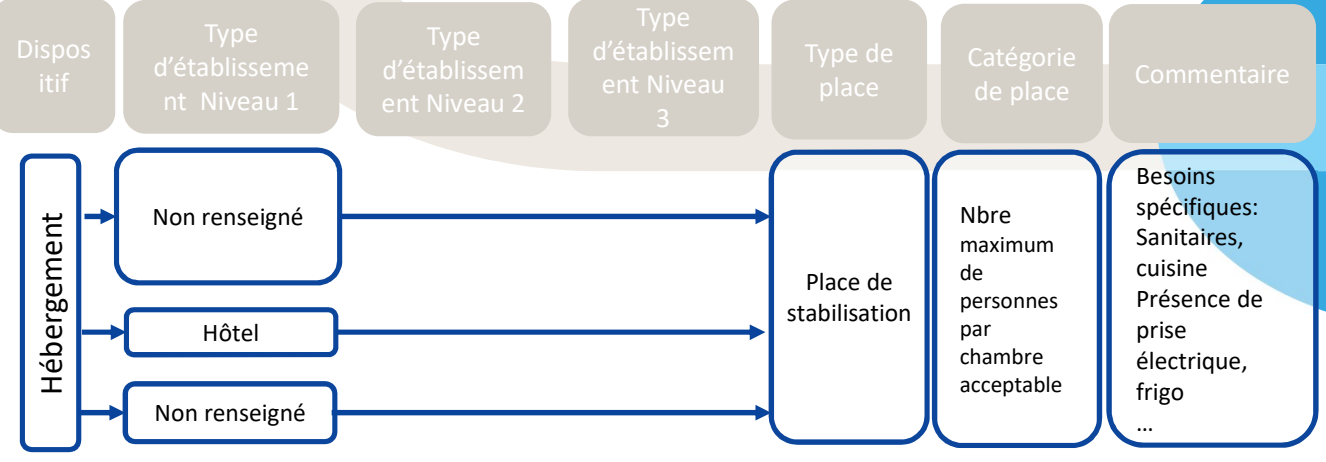 Dispos
itif
Type
d'établisseme
nt Niveau 1
Type
d'établissem
ent Niveau 2
Type
d'établissem
ent Niveau
3
Type de
place
Catégorie
de place
Commentaire
Hébergement
Non renseigné
Hôtel
Non renseigné
Place de
stabilisation
Nbre
maximum
de
personnes
par
chambre
acceptable
Besoins
spécifiques:
Sanitaires,
cuisine
Présence de
prise
électrique,
frigo
…